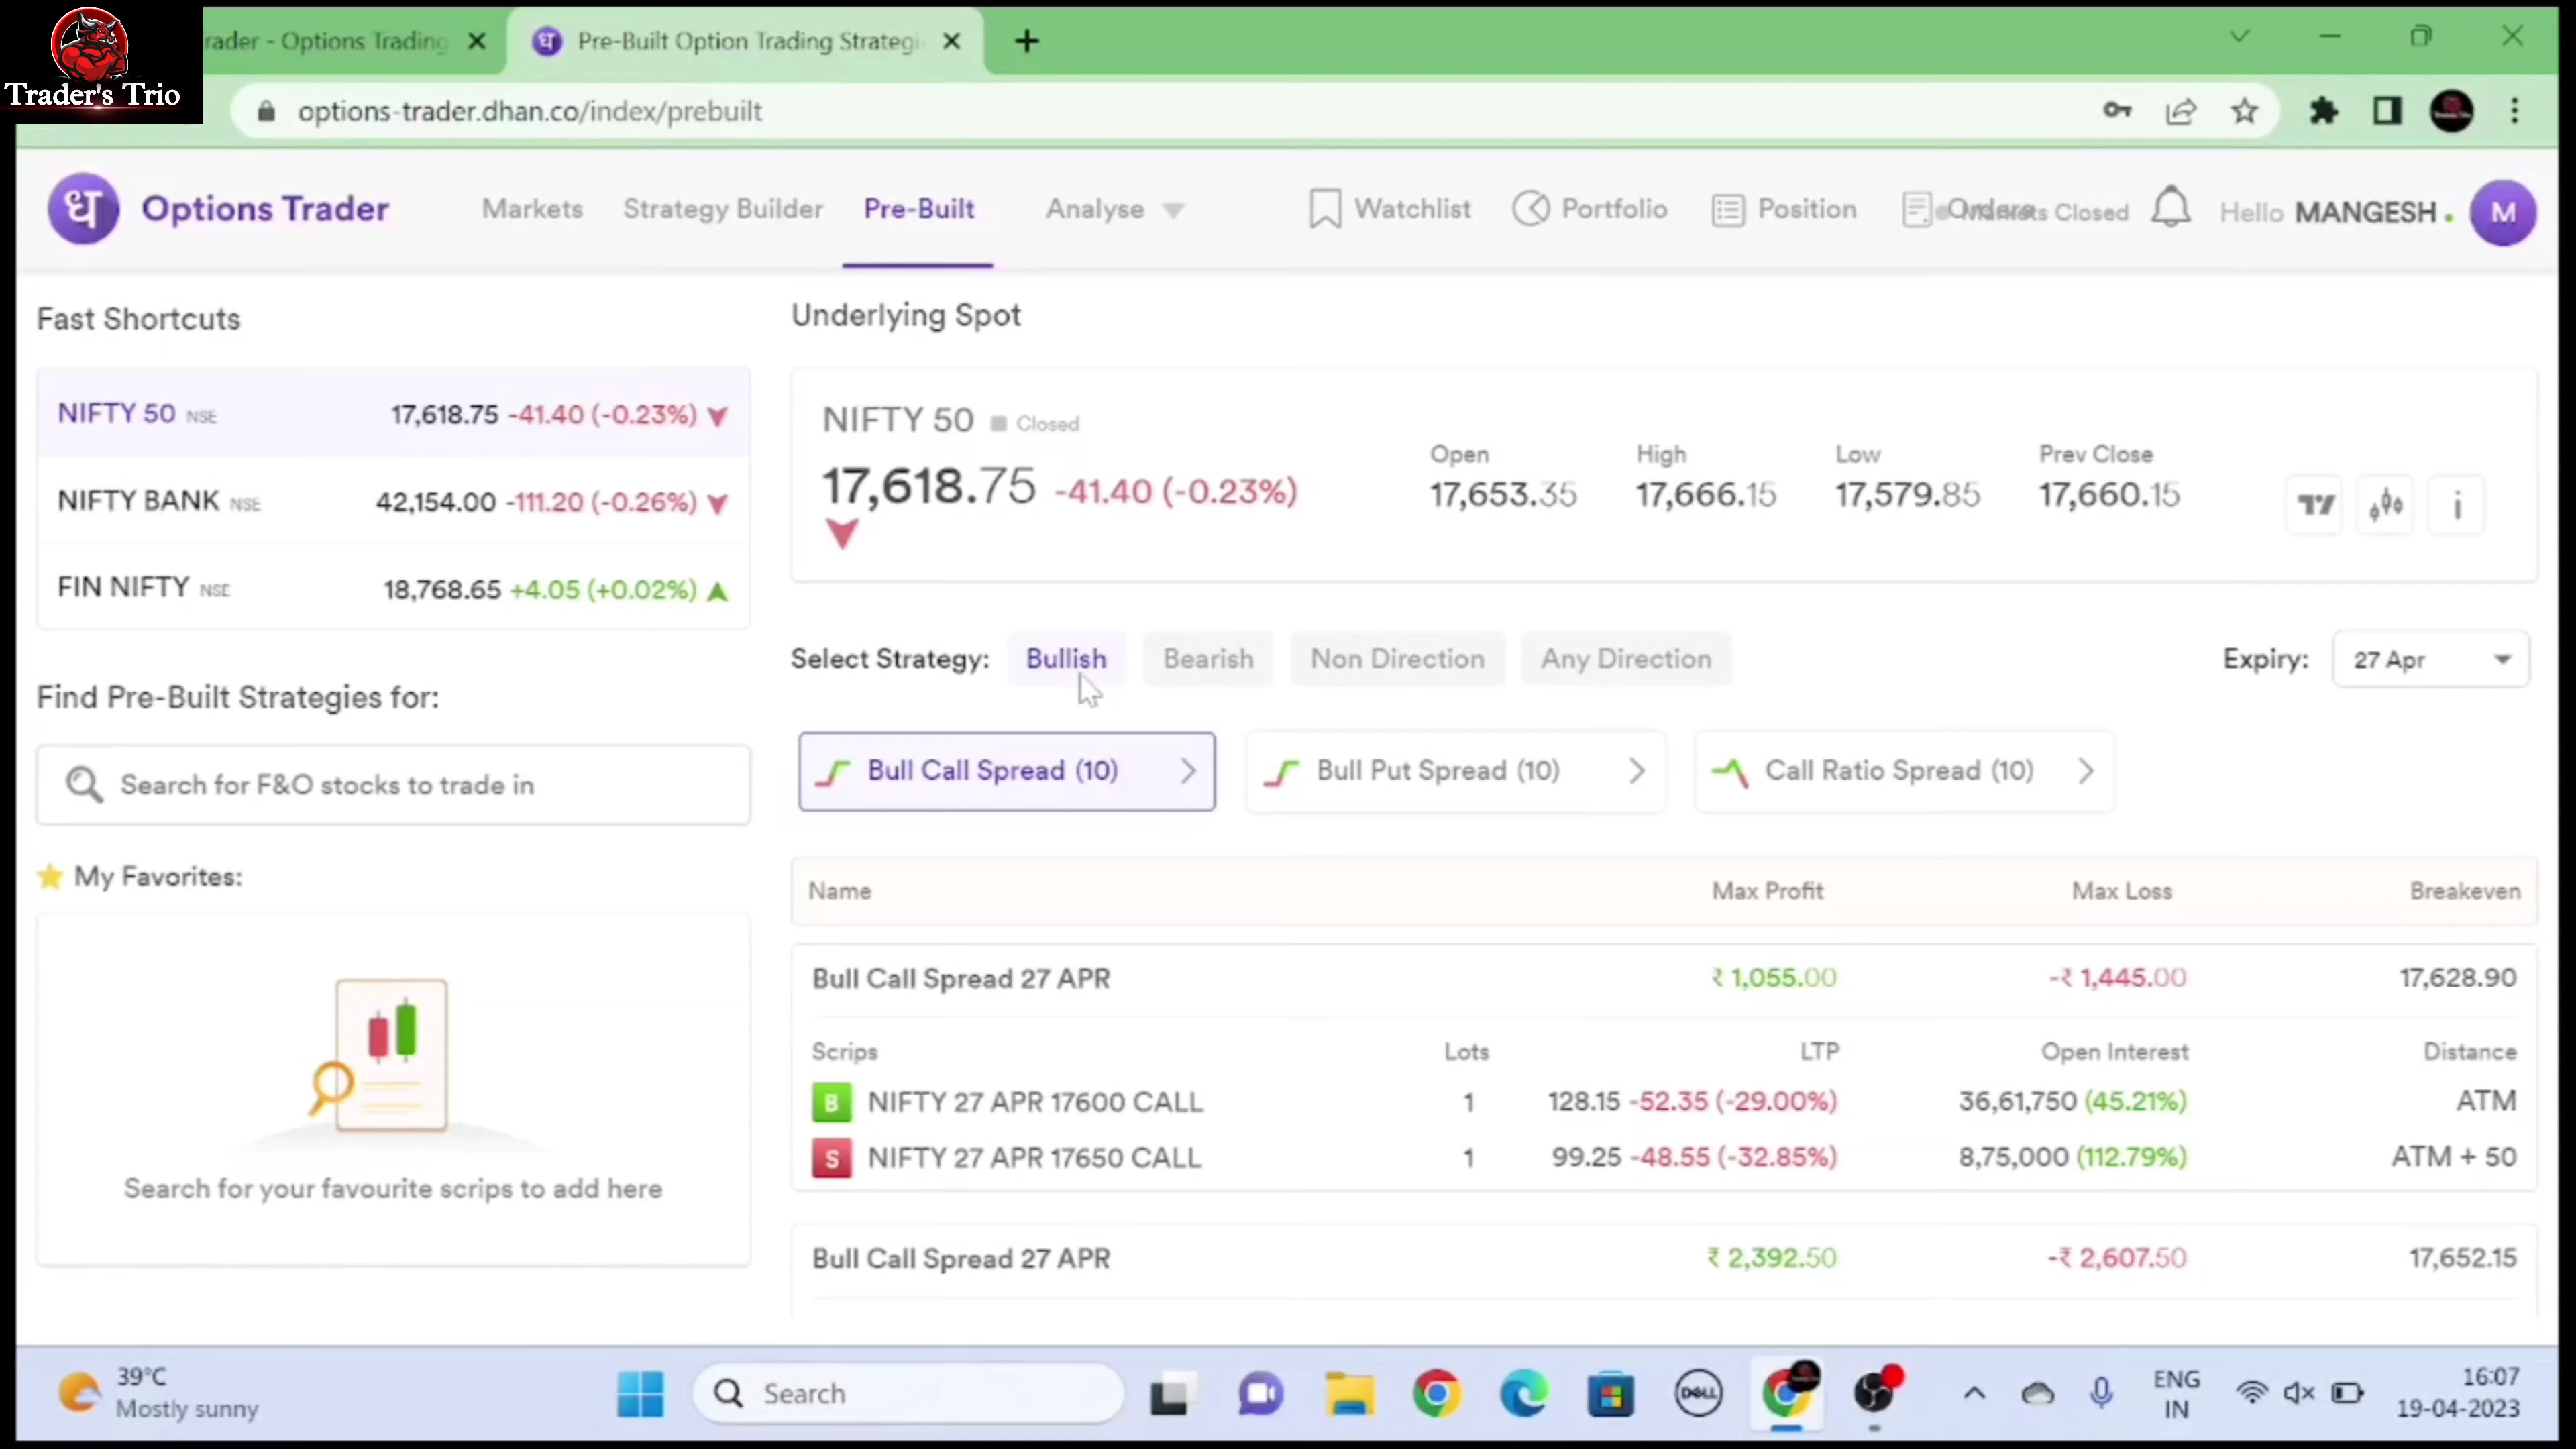 Trader's Trio
rader - Options Trading
Pre-Built Option Trading Strategi
options-trader.dhan.co/index/prebuilt
धा Options Trader
Markets
Strategy Builder
Pre-Built
Analyse
Watchlist
Portfolio
Position
Orders
Markets Closed
Hello MANGESH
M
Fast Shortcuts
NIFTY 50 NSE 17,618.75 -41.40 (-0.23%)
NIFTY BANK NSE 42,154.00 -111.20 (-0.26%)
FIN NIFTY NSE 18,768.65 +4.05 (+0.02%)
Find Pre-Built Strategies for:
Search for F&O stocks to trade in
My Favorites:
Search for your favourite scrips to add here
Underlying Spot
NIFTY 50 Closed
17,618.75 -41.40 (-0.23%)
Open High Low Prev Close
17,653.35 17,666.15 17,579.85 17,660.15
i
Select Strategy: Bullish Bearish Non Direction Any Direction Expiry: 27 Apr
Bull Call Spread (10) Bull Put Spread (10) Call Ratio Spread (10)
Name Max Profit Max Loss Breakeven
Bull Call Spread 27 APR ₹ 1,055.00 -₹ 1,445.00 17,628.90
Scrips Lots LTP Open Interest Distance
B NIFTY 27 APR 17600 CALL 1 128.15 -52.35 (-29.00%) 36,61,750 (45.21%) ATM
S NIFTY 27 APR 17650 CALL 1 99.25 -48.55 (-32.85%) 8,75,000 (112.79%) ATM + 50
Bull Call Spread 27 APR ₹ 2,392.50 -₹ 2,607.50 17,652.15
39°C
Mostly sunny
Search
DELL
ENG
IN
16:07
19-04-2023